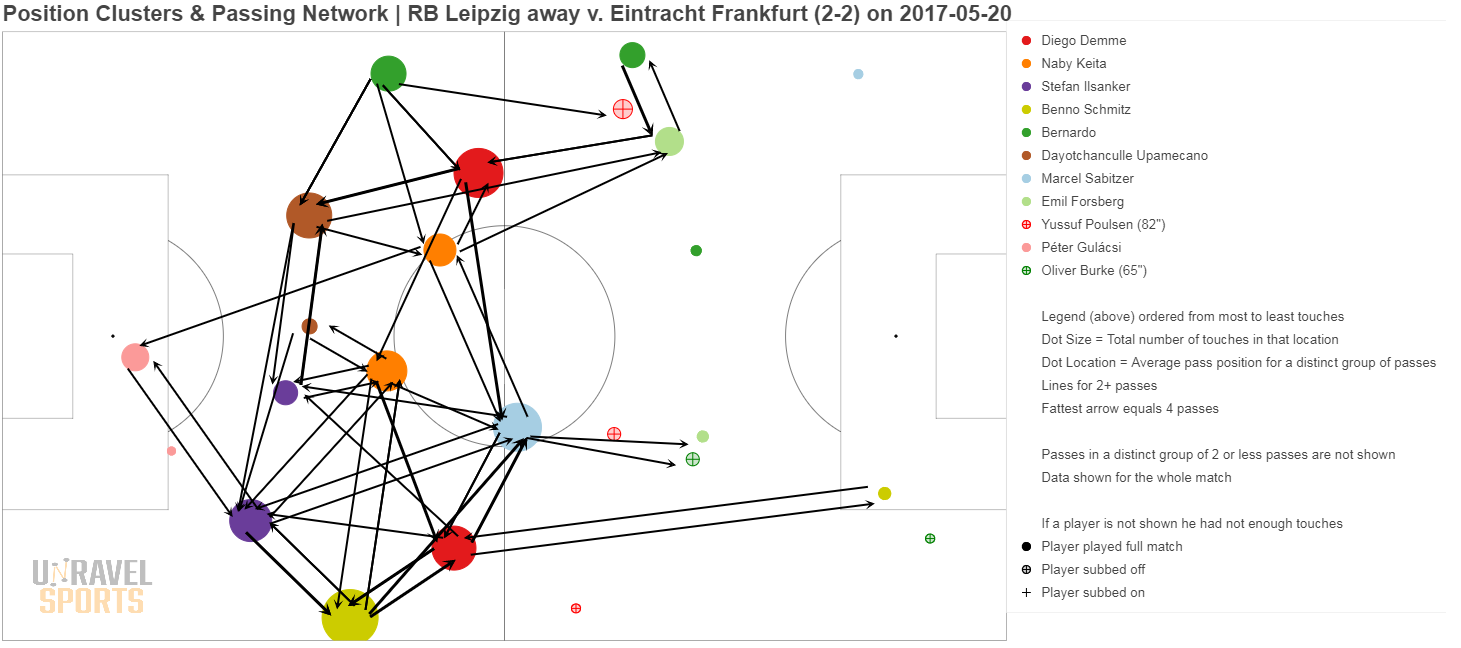 Position Clusters & Passing Network | RB Leipzig away v. Eintracht Frankfurt (2-2) on 2017-05-20
Diego Demme
Naby Keita
Stefan Ilsanker
Benno Schmitz
Bernardo
Dayotchanculle Upamecano
Marcel Sabitzer
Emil Forsberg
Yussuf Poulsen (82")
Péter Gulácsi
Oliver Burke (65")
Legend (above) ordered from most to least touches
Dot Size = Total number of touches in that location
Dot Location = Average pass position for a distinct group of passes
Lines for 2+ passes
Fattest arrow equals 4 passes
Passes in a distinct group of 2 or less passes are not shown
Data shown for the whole match
If a player is not shown he had not enough touches
Player played full match
Player subbed off
Player subbed on
UNRAVEL
SPORTS